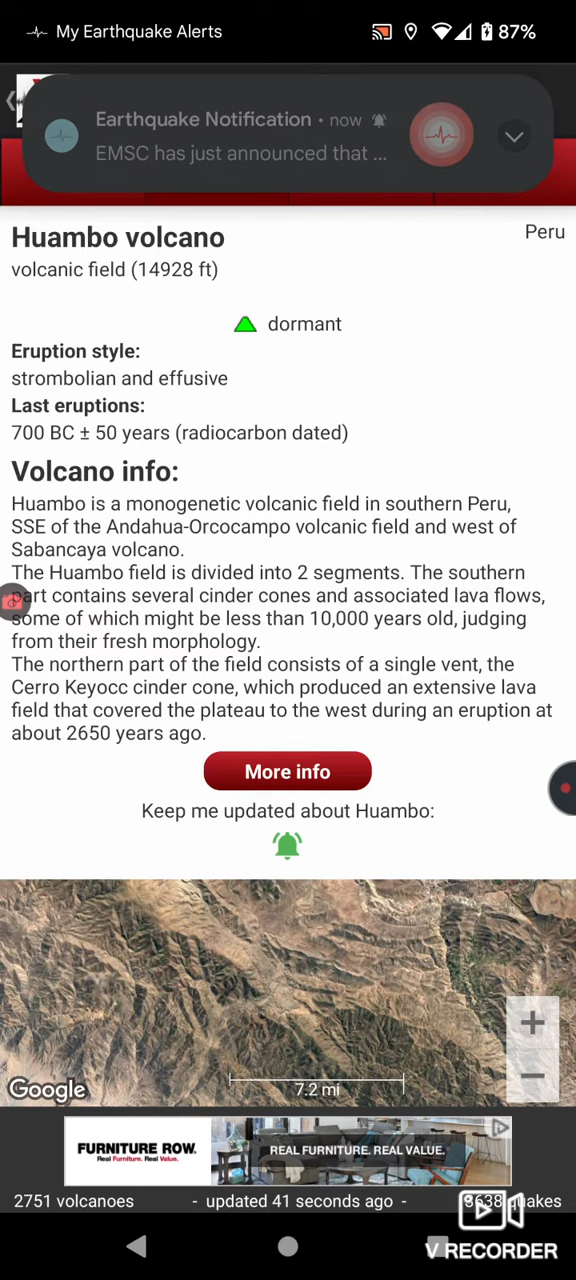 My Earthquake Alerts
87%
Earthquake Notification • now
EMSC has just announced that ...
Huambo volcano
Peru
volcanic field (14928 ft)
dormant
Eruption style:
strombolian and effusive
Last eruptions:
700 BC ± 50 years (radiocarbon dated)
Volcano info:
Huambo is a monogenetic volcanic field in southern Peru,
SSE of the Andahua-Orcocampo volcanic field and west of
Sabancaya volcano.
The Huambo field is divided into 2 segments. The southern
part contains several cinder cones and associated lava flows,
some of which might be less than 10,000 years old, judging
from their fresh morphology.
The northern part of the field consists of a single vent, the
Cerro Keyocc cinder cone, which produced an extensive lava
field that covered the plateau to the west during an eruption at
about 2650 years ago.
More info
Keep me updated about Huambo:
+
−
Google
7.2 mi
FURNITURE ROW.
Real Furniture. Real Value.
REAL FURNITURE. REAL VALUE.
2751 volcanoes
- updated 41 seconds ago -
3638 quakes
V RECORDER